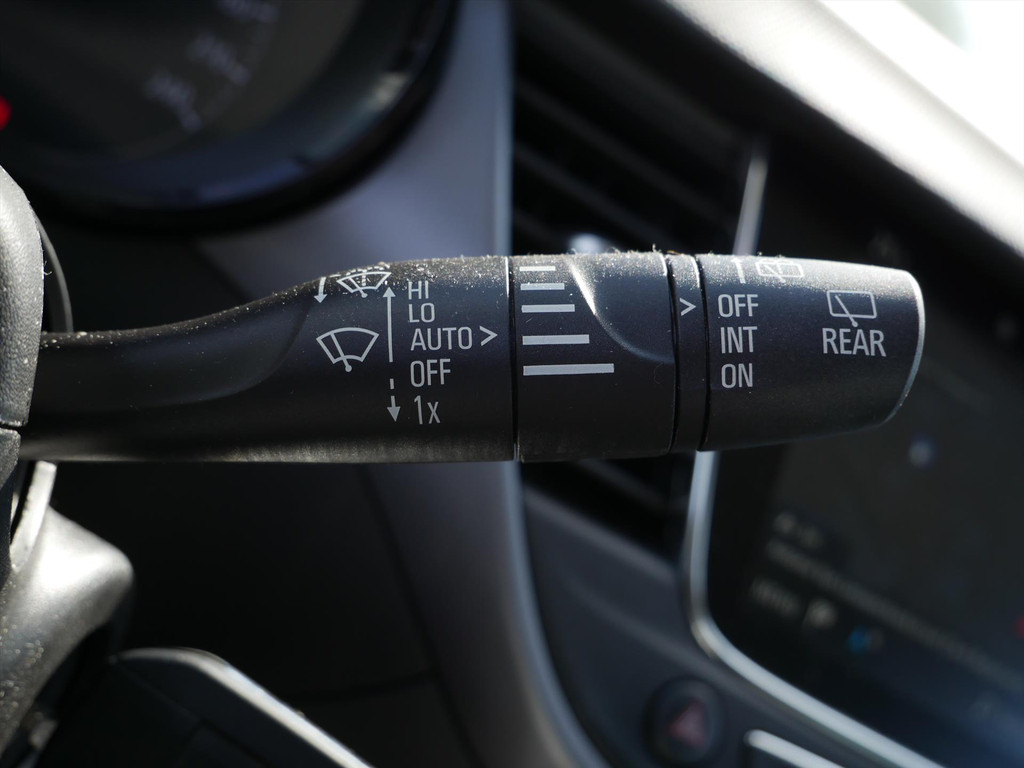 HI
LO
AUTO >
OFF
1x
>
OFF
INT
ON
REAR